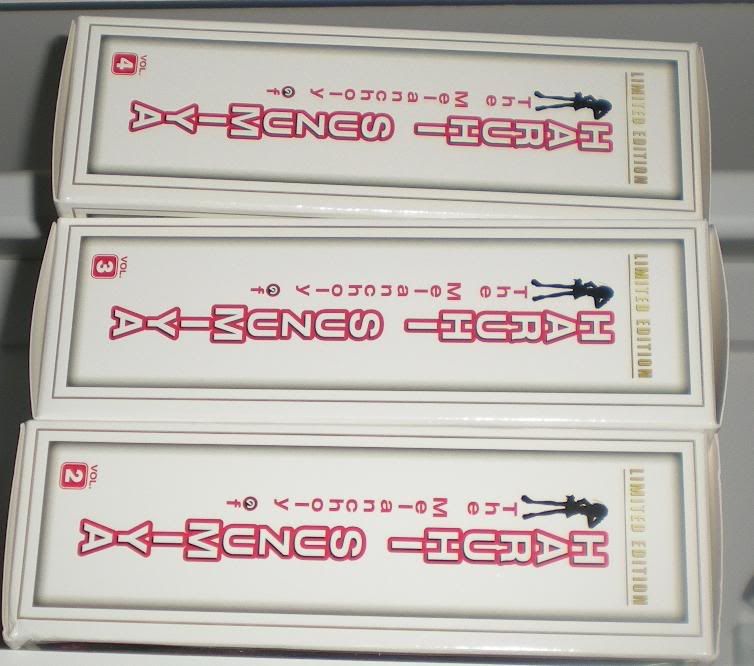 LIMITED EDITION
The Melancholy of
HARUHI SUZUMIYA
VOL.
4
LIMITED EDITION
The Melancholy of
HARUHI SUZUMIYA
VOL.
3
LIMITED EDITION
The Melancholy of
HARUHI SUZUMIYA
VOL.
2